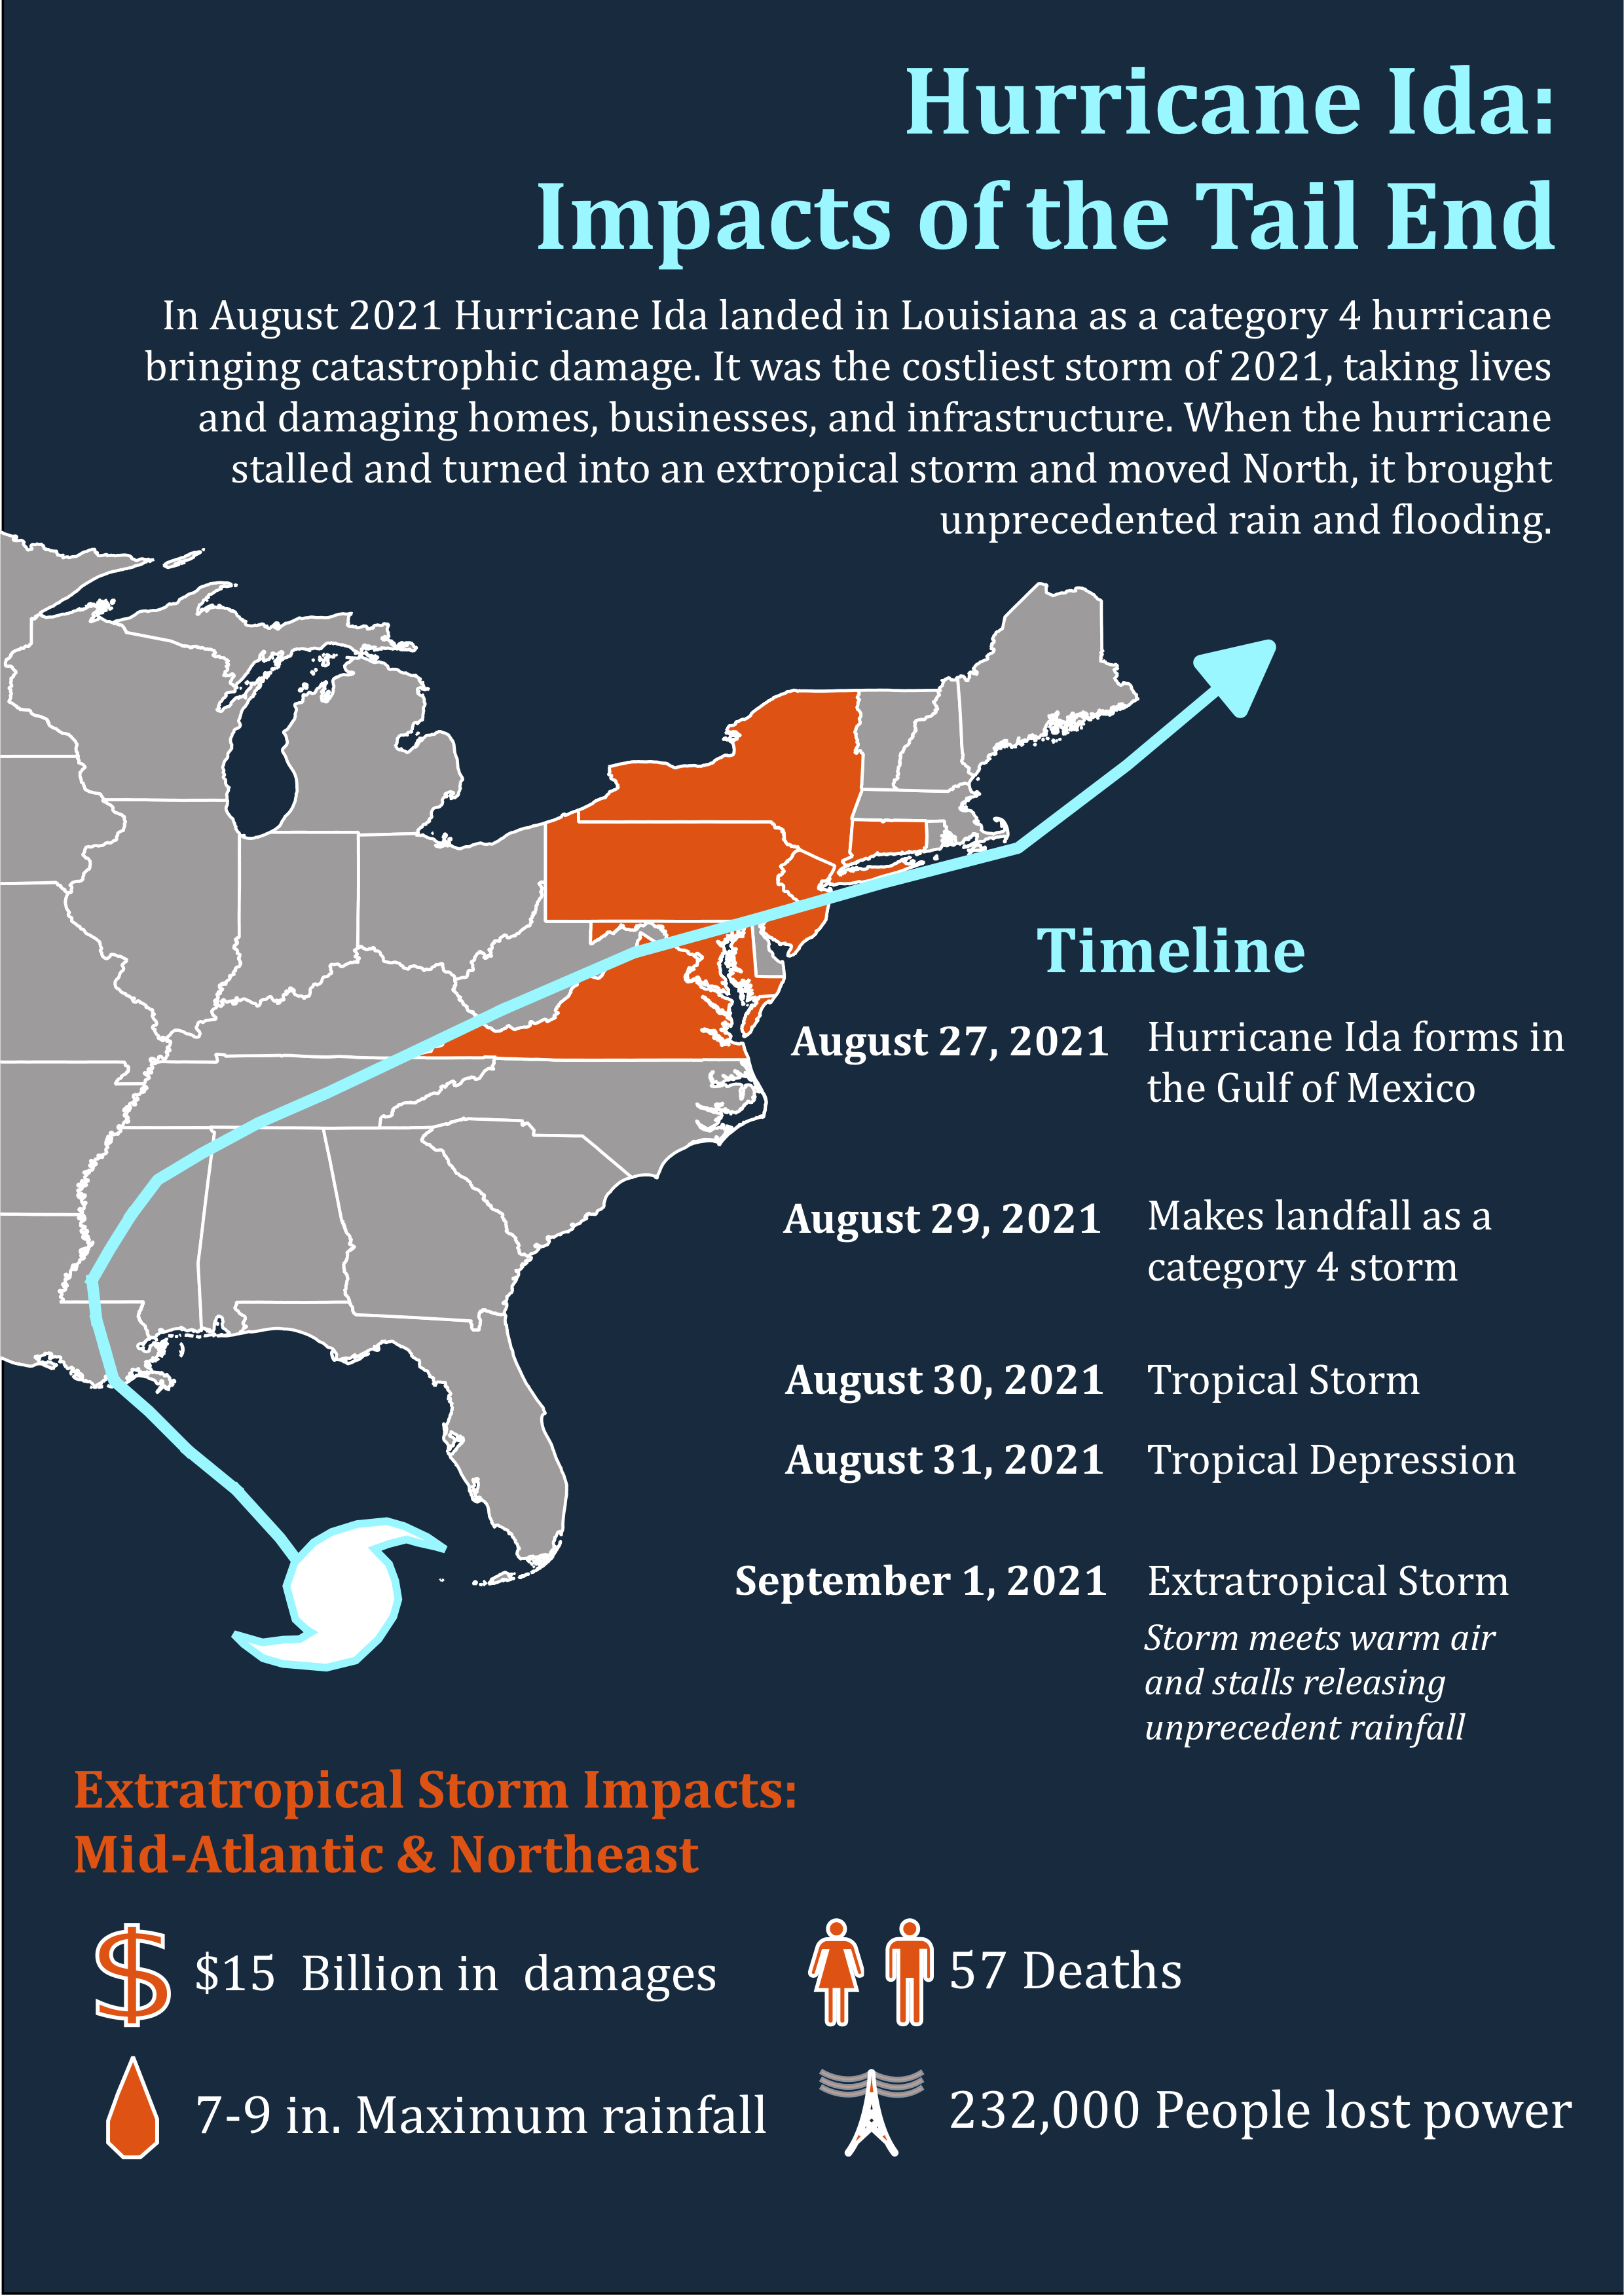 Hurricane Ida:
Impacts of the Tail End
In August 2021 Hurricane Ida landed in Louisiana as a category 4 hurricane
bringing catastrophic damage. It was the costliest storm of 2021, taking lives
and damaging homes, businesses, and infrastructure. When the hurricane
stalled and turned into an extropical storm and moved North, it brought
unprecedented rain and flooding.
Timeline
August 27, 2021
Hurricane Ida forms in
the Gulf of Mexico
August 29, 2021
Makes landfall as a
category 4 storm
August 30, 2021
Tropical Storm
August 31, 2021
Tropical Depression
September 1, 2021
Extratropical Storm
Storm meets warm air
and stalls releasing
unprecedent rainfall
Extratropical Storm Impacts:
Mid-Atlantic & Northeast
$
$15 Billion in damages
57 Deaths
7-9 in. Maximum rainfall
232,000 People lost power